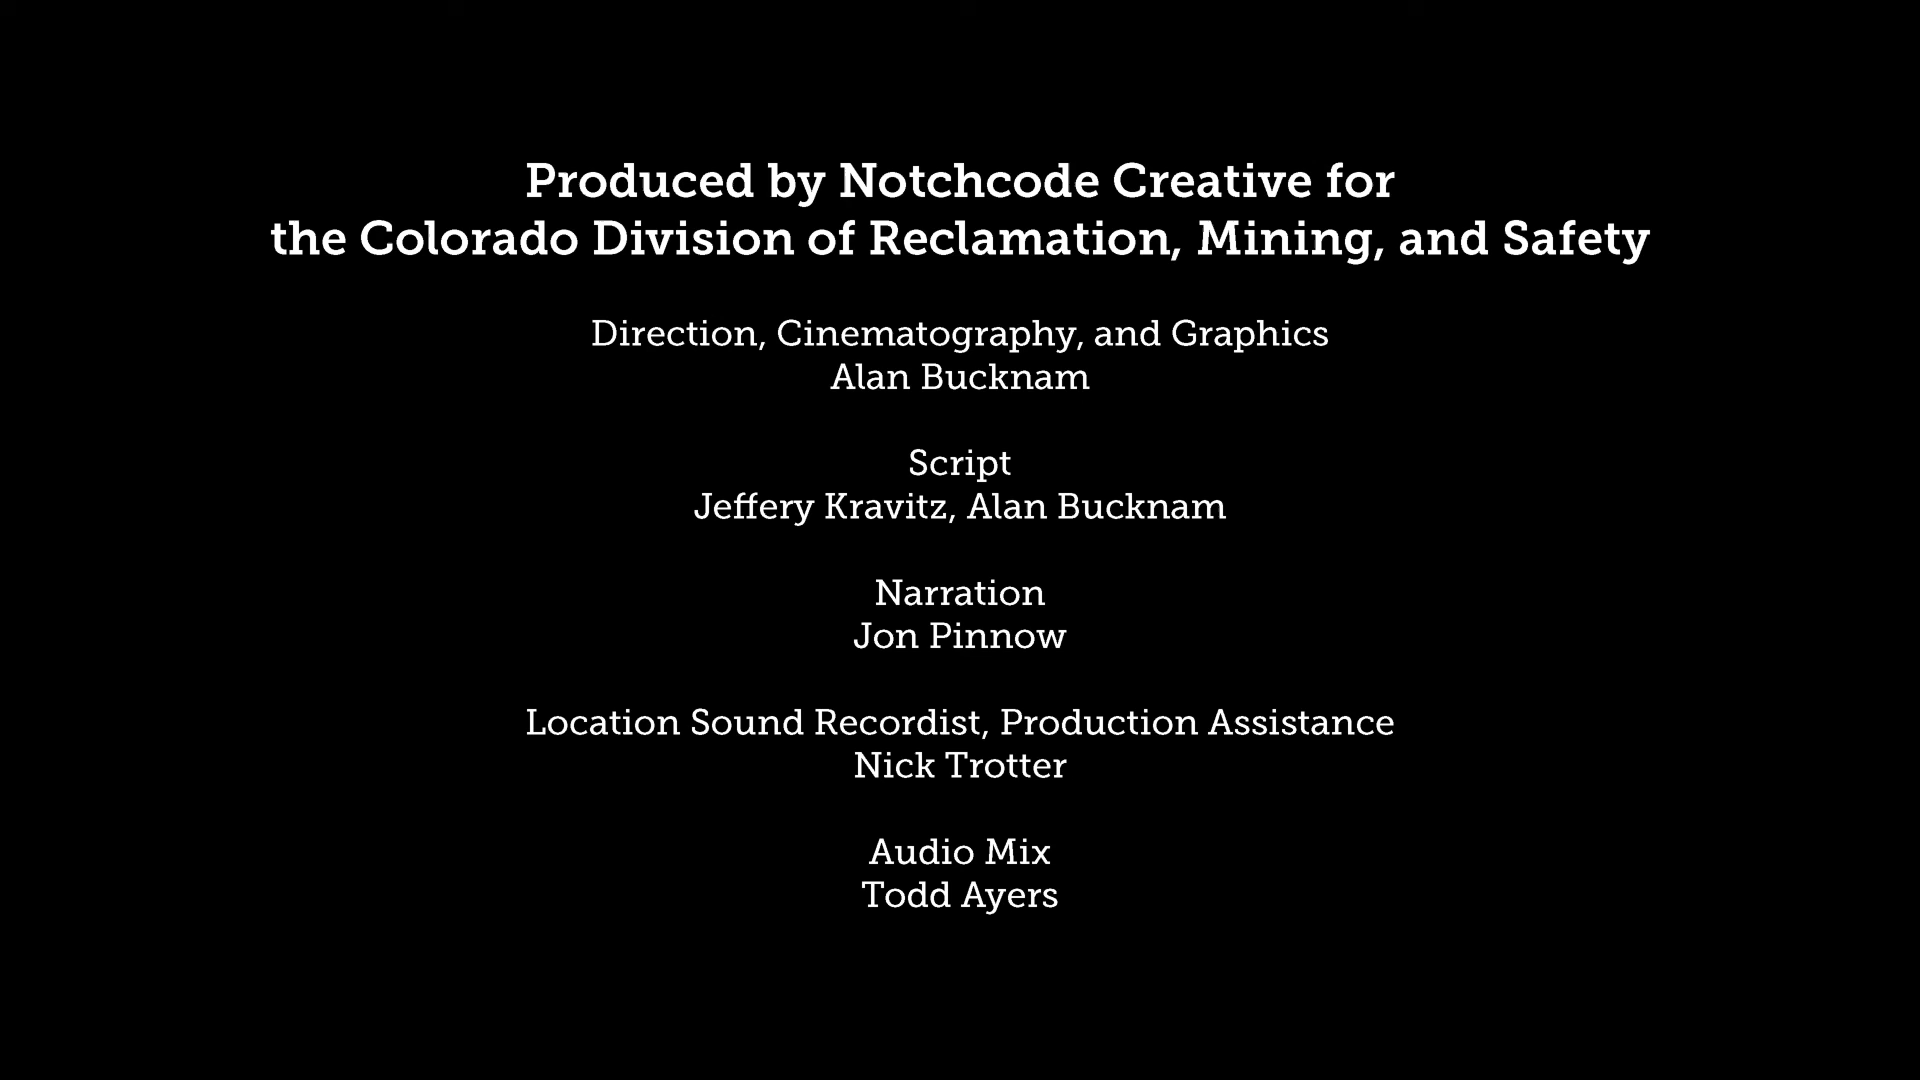 Produced by Notchcode Creative for
the Colorado Division of Reclamation, Mining, and Safety
Direction, Cinematography, and Graphics
Alan Bucknam
Script
Jeffery Kravitz, Alan Bucknam
Narration
Jon Pinnow
Location Sound Recordist, Production Assistance
Nick Trotter
Audio Mix
Todd Ayers